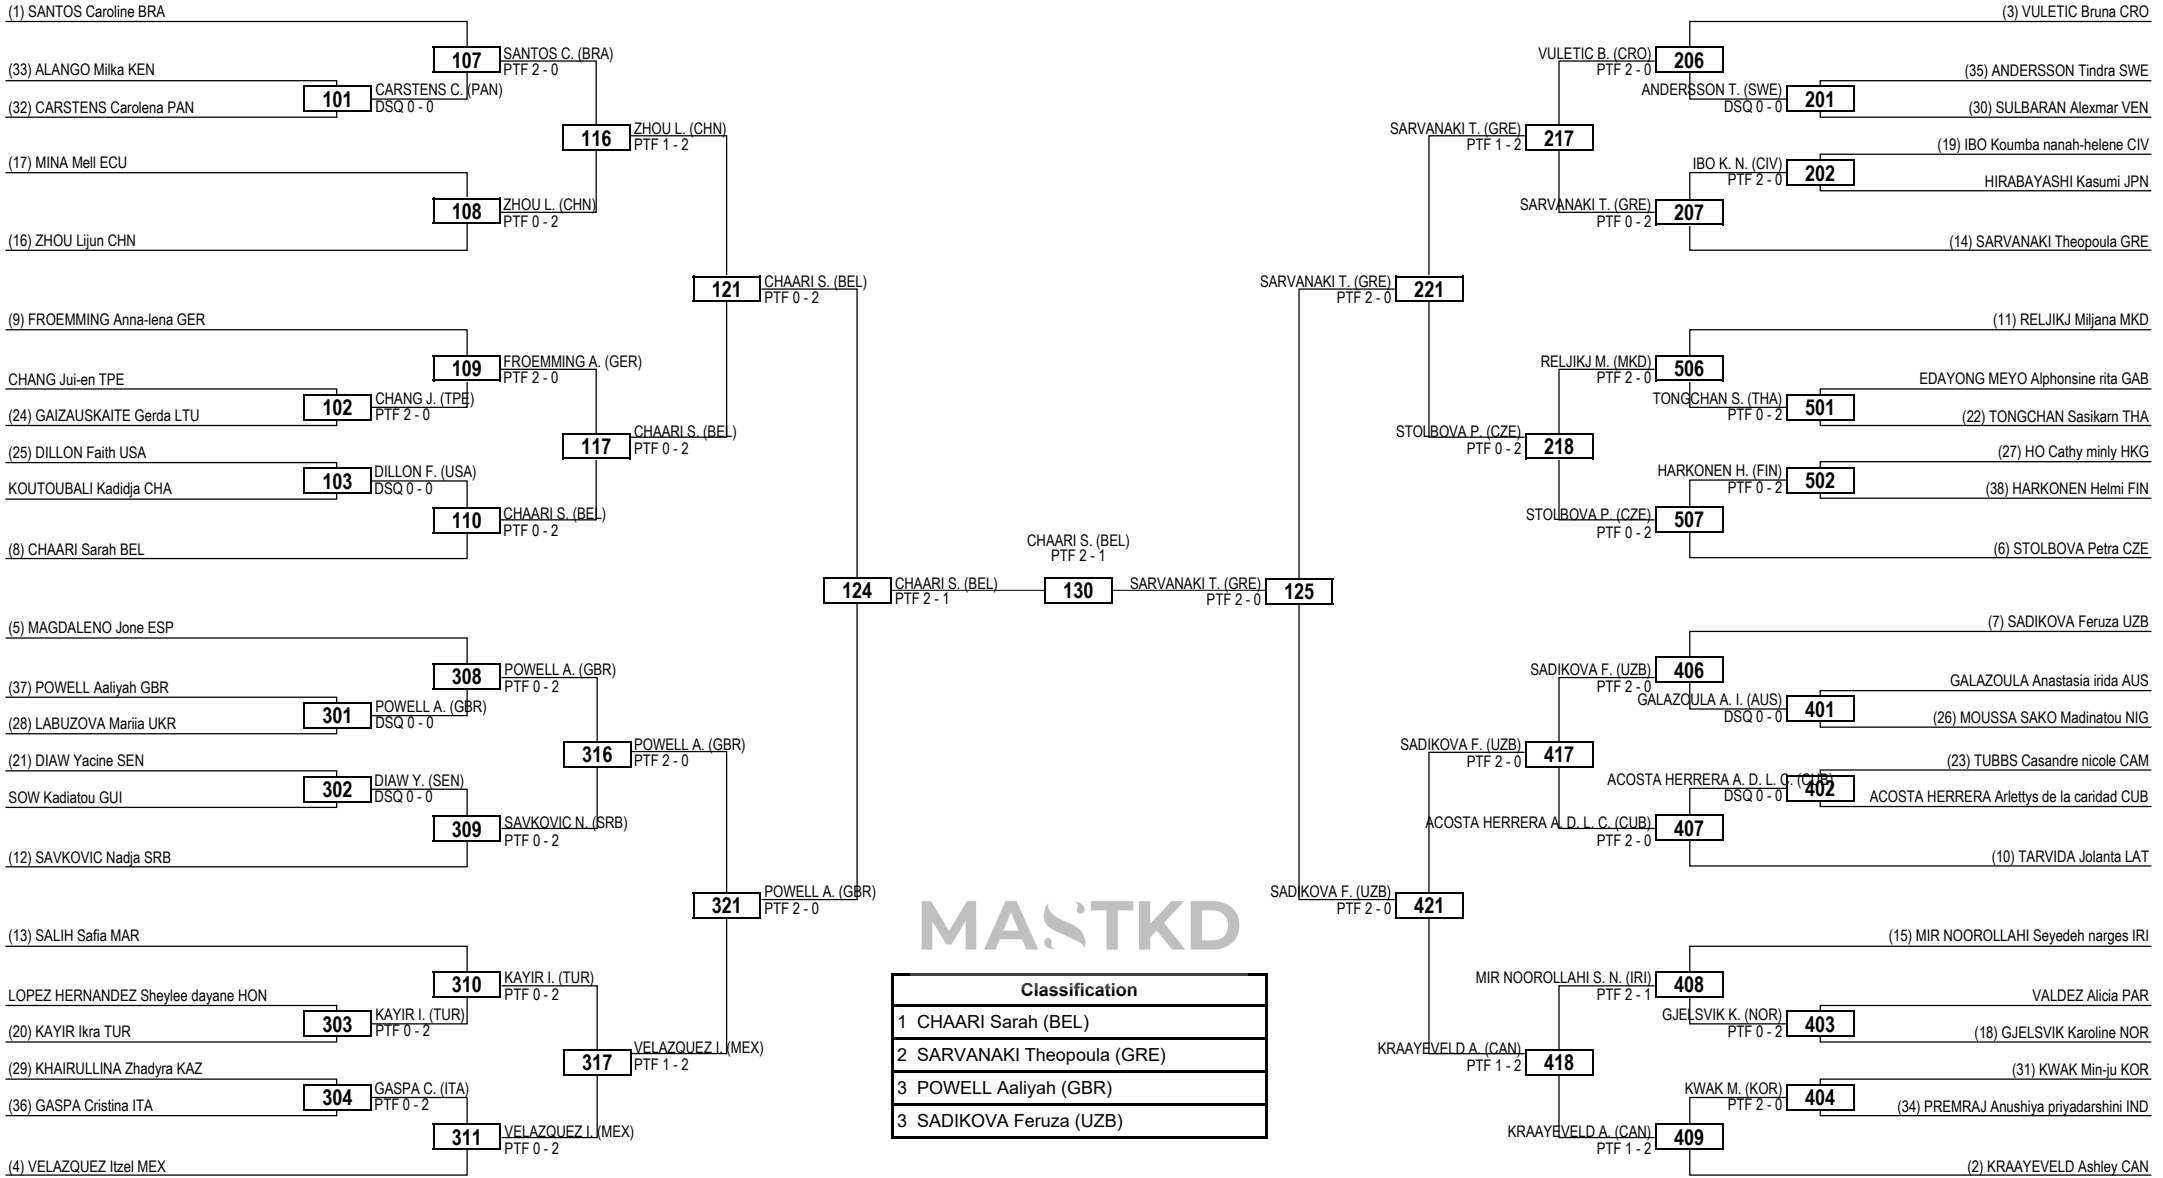 (1) SANTOS Caroline BRA
(33) ALANGO Milka KEN
(32) CARSTENS Carolena PAN
(17) MINA Mell ECU
(16) ZHOU Lijun CHN
(9) FROEMMING Anna-lena GER
CHANG Jui-en TPE
(24) GAIZAUSKAITE Gerda LTU
(25) DILLON Faith USA
KOUTOUBALI Kadidja CHA
(8) CHAARI Sarah BEL
(5) MAGDALENO Jone ESP
(37) POWELL Aaliyah GBR
(28) LABUZOVA Mariia UKR
(21) DIAW Yacine SEN
SOW Kadiatou GUI
(12) SAVKOVIC Nadja SRB
(13) SALIH Safia MAR
LOPEZ HERNANDEZ Sheylee dayane HON
(20) KAYIR Ikra TUR
(29) KHAIRULLINA Zhadyra KAZ
(36) GASPA Cristina ITA
(4) VELAZQUEZ Itzel MEX
101
CARSTENS C. (PAN)
DSQ 0 - 0
102
CHANG J. (TPE)
PTF 2 - 0
103
DILLON F. (USA)
DSQ 0 - 0
301
POWELL A. (GBR)
DSQ 0 - 0
302
DIAW Y. (SEN)
DSQ 0 - 0
303
KAYIR I. (TUR)
PTF 0 - 2
304
GASPA C. (ITA)
PTF 0 - 2
107
SANTOS C. (BRA)
PTF 2 - 0
108
ZHOU L. (CHN)
PTF 0 - 2
109
FROEMMING A. (GER)
PTF 2 - 0
110
CHAARI S. (BEL)
PTF 0 - 2
308
POWELL A. (GBR)
PTF 0 - 2
309
SAVKOVIC N. (SRB)
PTF 0 - 2
310
KAYIR I. (TUR)
PTF 0 - 2
311
VELAZQUEZ I. (MEX)
PTF 0 - 2
116
ZHOU L. (CHN)
PTF 1 - 2
117
CHAARI S. (BEL)
PTF 0 - 2
316
POWELL A. (GBR)
PTF 2 - 0
317
VELAZQUEZ I. (MEX)
PTF 1 - 2
121
CHAARI S. (BEL)
PTF 0 - 2
321
POWELL A. (GBR)
PTF 2 - 0
124
CHAARI S. (BEL)
PTF 2 - 1
CHAARI S. (BEL)
PTF 2 - 1
130
SARVANAKI T. (GRE)
PTF 2 - 0
125
SARVANAKI T. (GRE)
PTF 2 - 0
221
SADIKOVA F. (UZB)
PTF 2 - 0
421
SARVANAKI T. (GRE)
PTF 1 - 2
217
STOLBOVA P. (CZE)
PTF 0 - 2
218
SADIKOVA F. (UZB)
PTF 2 - 0
417
KRAAYEVELD A. (CAN)
PTF 1 - 2
418
VULETIC B. (CRO)
PTF 2 - 0
206
SARVANAKI T. (GRE)
PTF 0 - 2
207
RELJIKJ M. (MKD)
PTF 2 - 0
506
STOLBOVA P. (CZE)
PTF 0 - 2
507
SADIKOVA F. (UZB)
PTF 2 - 0
406
ACOSTA HERRERA A. D. L. C. (CUB)
PTF 2 - 0
407
MIR NOOROLLAHI S. N. (IRI)
PTF 2 - 1
408
KRAAYEVELD A. (CAN)
PTF 1 - 2
409
ANDERSSON T. (SWE)
DSQ 0 - 0
201
IBO K. N. (CIV)
PTF 2 - 0
202
TONGCHAN S. (THA)
PTF 0 - 2
501
HARKONEN H. (FIN)
PTF 0 - 2
502
GALAZOULA A. I. (AUS)
DSQ 0 - 0
401
ACOSTA HERRERA A. D. L. C. (CUB)
DSQ 0 - 0
402
GJELSVIK K. (NOR)
PTF 0 - 2
403
KWAK M. (KOR)
PTF 2 - 0
404
(3) VULETIC Bruna CRO
(35) ANDERSSON Tindra SWE
(30) SULBARAN Alexmar VEN
(19) IBO Koumba nanah-helene CIV
HIRABAYASHI Kasumi JPN
(14) SARVANAKI Theopoula GRE
(11) RELJIKJ Miljana MKD
EDAYONG MEYO Alphonsine rita GAB
(22) TONGCHAN Sasikarn THA
(27) HO Cathy minly HKG
(38) HARKONEN Helmi FIN
(6) STOLBOVA Petra CZE
(7) SADIKOVA Feruza UZB
GALAZOULA Anastasia irida AUS
(26) MOUSSA SAKO Madinatou NIG
(23) TUBBS Casandre nicole CAM
ACOSTA HERRERA Arlettys de la caridad CUB
(10) TARVIDA Jolanta LAT
(15) MIR NOOROLLAHI Seyedeh narges IRI
VALDEZ Alicia PAR
(18) GJELSVIK Karoline NOR
(31) KWAK Min-ju KOR
(34) PREMRAJ Anushiya priyadarshini IND
(2) KRAAYEVELD Ashley CAN
MASTKD
Classification
1 CHAARI Sarah (BEL)
2 SARVANAKI Theopoula (GRE)
3 POWELL Aaliyah (GBR)
3 SADIKOVA Feruza (UZB)